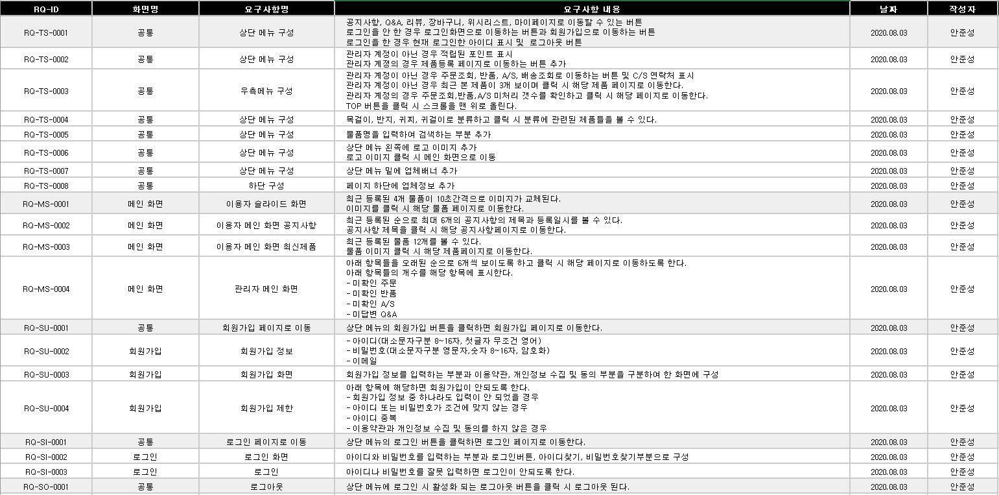 RQ-ID 화면명 요구사항명 요구사항 내용 날짜 작성자
RQ-TS-0001 공통 상단 메뉴 구성 공지사항, Q&A, 리뷰, 장바구니, 위시리스트, 마이페이지로 이동할 수 있는 버튼
로그인을 안 한 경우 로그인화면으로 이동하는 버튼과 회원가입으로 이동하는 버튼
로그인을 한 경우 현재 로그인한 아이디 표시 및 로그아웃 버튼 2020.08.03 안준성
RQ-TS-0002 공통 상단 메뉴 구성 관리자 계정이 아닌 경우 적립된 포인트 표시
관리자 계졍의 경우 제품등록 페이지로 이동하는 버튼 추가 2020.08.03 안준성
RQ-TS-0003 공통 우측메뉴 구성 관리자 계정이 아닌 경우 주문조회, 반품, A/S, 배송조회로 이동하는 버튼 및 C/S 연락처 표시
관리자 계정이 아닌 경우 최근 본 제품이 3개 보이며 클릭 시 해당 제품 페이지로 이동한다.
관리자 계정의 경우 주문조회,반품,A/S 미처리 갯수를 확인하고 클릭 시 해당 페이지로 이동한다.
TOP 버튼을 클릭 시 스크롤을 맨 위로 올린다. 2020.08.03 안준성
RQ-TS-0004 공통 상단 메뉴 구성 목걸이, 반지, 귀찌, 귀걸이로 분류하고 클릭 시 분류에 관련된 제품들을 볼 수 있다. 2020.08.03 안준성
RQ-TS-0005 공통 상단 메뉴 구성 물품명을 입력하여 검색하는 부분 추가 2020.08.03 안준성
RQ-TS-0006 공통 상단 메뉴 구성 상단 메뉴 왼쪽에 로고 이미지 추가
로고 이미지 클릭 시 메인 화면으로 이동 2020.08.03 안준성
RQ-TS-0007 공통 상단 메뉴 구성 상단 메뉴 밑에 업체배너 추가 2020.08.03 안준성
RQ-TS-0008 공통 하단 구성 페이지 하단에 업체정보 추가 2020.08.03 안준성
RQ-MS-0001 메인 화면 이용자 슬라이드 화면 최근 등록된 4개 물품이 10초간격으로 이미지가 교체된다.
이미지를 클릭 시 해당 물품 페이지로 이동한다. 2020.08.03 안준성
RQ-MS-0002 메인 화면 이용자 메인 화면 공지사항 최근 등록된 순으로 최대 6개의 공지사항의 제목과 등록일시를 볼 수 있다.
공지사항 제목을 클릭 시 해당 공지사항페이지로 이동한다. 2020.08.03 안준성
RQ-MS-0003 메인 화면 이용자 메인 화면 최신제품 최근 등록된 물품 12개를 볼 수 있다.
물품 이미지 클릭 시 해당 제품페이지로 이동한다. 2020.08.03 안준성
RQ-MS-0004 메인 화면 관리자 메인 화면 아래 항목들을 오래된 순으로 6개씩 보이도록 하고 클릭 시 해당 페이지로 이동하도록 한다.
아래 항목들의 개수를 해당 항목에 표시한다.
- 미확인 주문
- 미확인 반품
- 미확인 A/S
- 미답변 Q&A 2020.08.03 안준성
RQ-SU-0001 공통 회원가입 페이지로 이동 상단 메뉴의 회원가입 버튼을 클릭하면 회원가입 페이지로 이동한다. 2020.08.03 안준성
RQ-SU-0002 회원가입 회원가입 정보 - 아이디(대소문자구분 8~16자, 첫글자 무조건 영어)
- 비밀번호(대소문자구분 영문자,숫자 8~16자, 암호화)
- 이메일 2020.08.03 안준성
RQ-SU-0003 회원가입 회원가입 화면 회원가입 정보를 입력하는 부분과 이용약관, 개인정보 수집 및 동의 부분을 구분하여 한 화면에 구성 2020.08.03 안준성
RQ-SU-0004 회원가입 회원가입 제한 아래 항목에 해당하면 회원가입이 안되도록 한다.
- 회원가입 정보 중 하나라도 입력이 안 되었을 경우
- 아이디 또는 비밀번호가 조건에 맞지 않는 경우
- 아이디 중복
- 이용약관과 개인정보 수집 및 동의를 하지 않은 경우 2020.08.03 안준성
RQ-SI-0001 공통 로그인 페이지로 이동 상단 메뉴의 로그인 버튼을 클릭하면 로그인 페이지로 이동한다. 2020.08.03 안준성
RQ-SI-0002 로그인 로그인 화면 아이디와 비밀번호를 입력하는 부분과 로그인버튼, 아이디찾기, 비밀번호찾기부분으로 구성 2020.08.03 안준성
RQ-SI-0003 로그인 로그인 아이디나 비밀번호를 잘못 입력하면 로그인이 안되도록 한다. 2020.08.03 안준성
RQ-SO-0001 공통 로그아웃 상단 메뉴에 로그인 시 활성화 되는 로그아웃 버튼을 클릭 시 로그아웃 된다. 2020.08.03 안준성